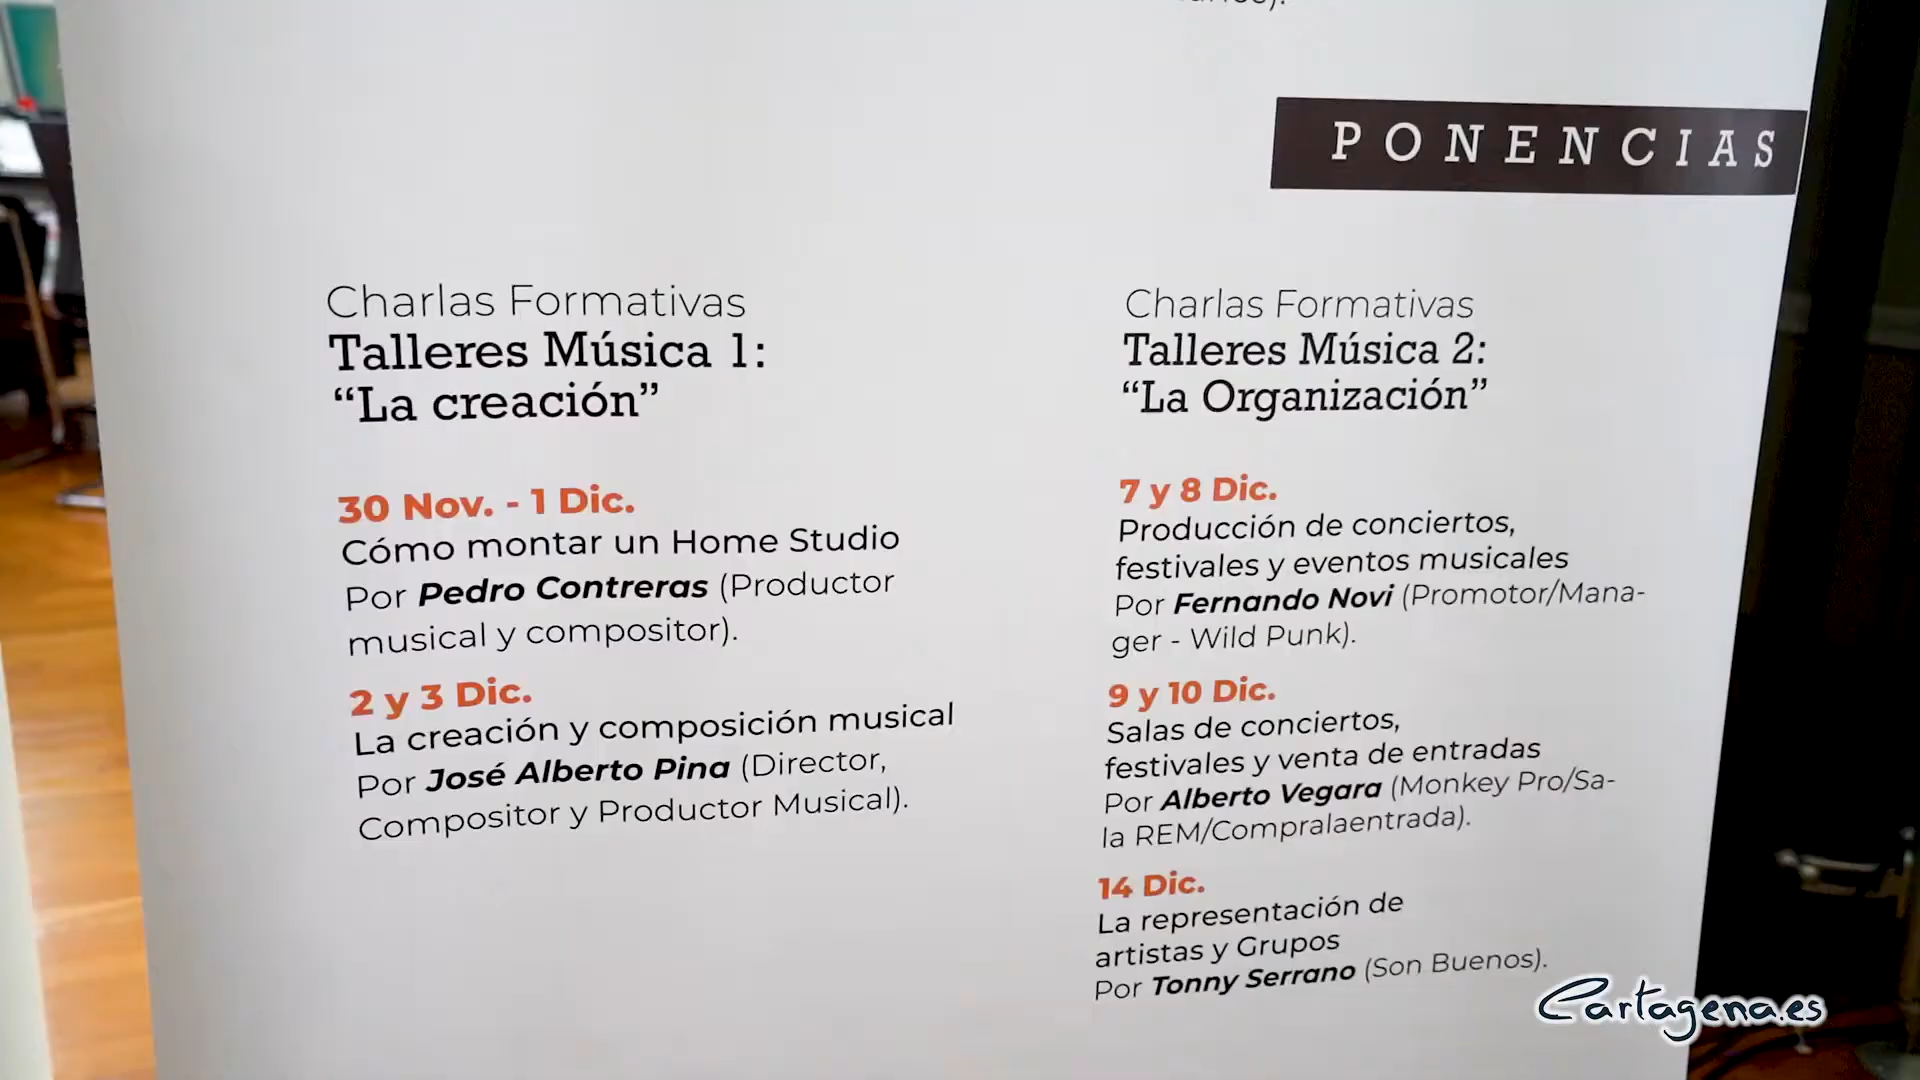 PONENCIAS
Charlas Formativas
Talleres Música 1:
“La creación”
30 Nov. - 1 Dic.
Cómo montar un Home Studio
Por Pedro Contreras (Productor
musical y compositor).
2 y 3 Dic.
La creación y composición musical
Por José Alberto Pina (Director,
Compositor y Productor Musical).
Charlas Formativas
Talleres Música 2:
“La Organización”
7 y 8 Dic.
Producción de conciertos,
festivales y eventos musicales
Por Fernando Novi (Promotor/Mana-
ger - Wild Punk).
9 y 10 Dic.
Salas de conciertos,
festivales y venta de entradas
Por Alberto Vegara (Monkey Pro/Sa-
la REM/Compralaentrada).
14 Dic.
La representación de
artistas y Grupos
Por Tonny Serrano (Son Buenos).
Cartagena.es